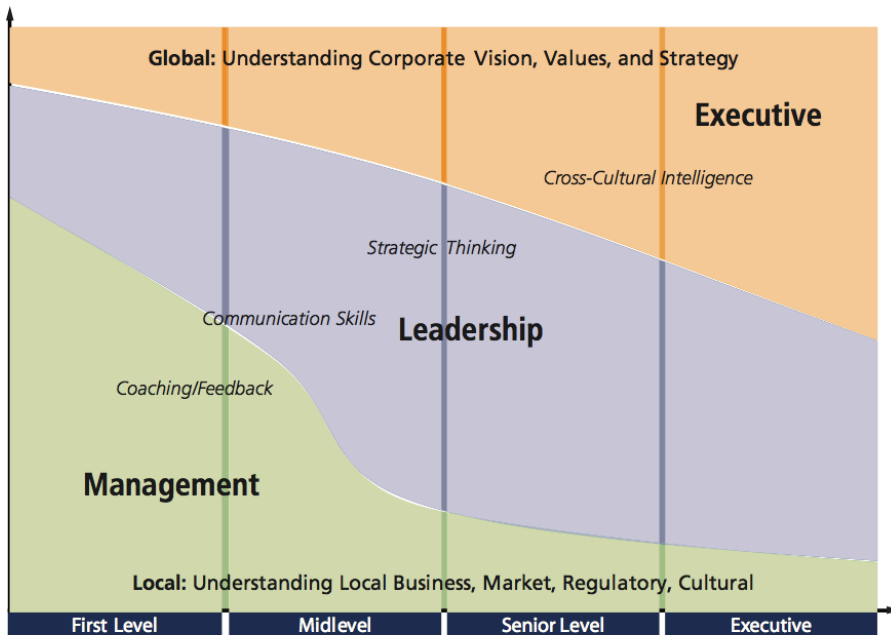 Global: Understanding Corporate Vision, Values, and Strategy
Executive
Cross-Cultural Intelligence
Strategic Thinking
Communication Skills
Leadership
Coaching/Feedback
Management
Local: Understanding Local Business, Market, Regulatory, Cultural
First Level
Midlevel
Senior Level
Executive